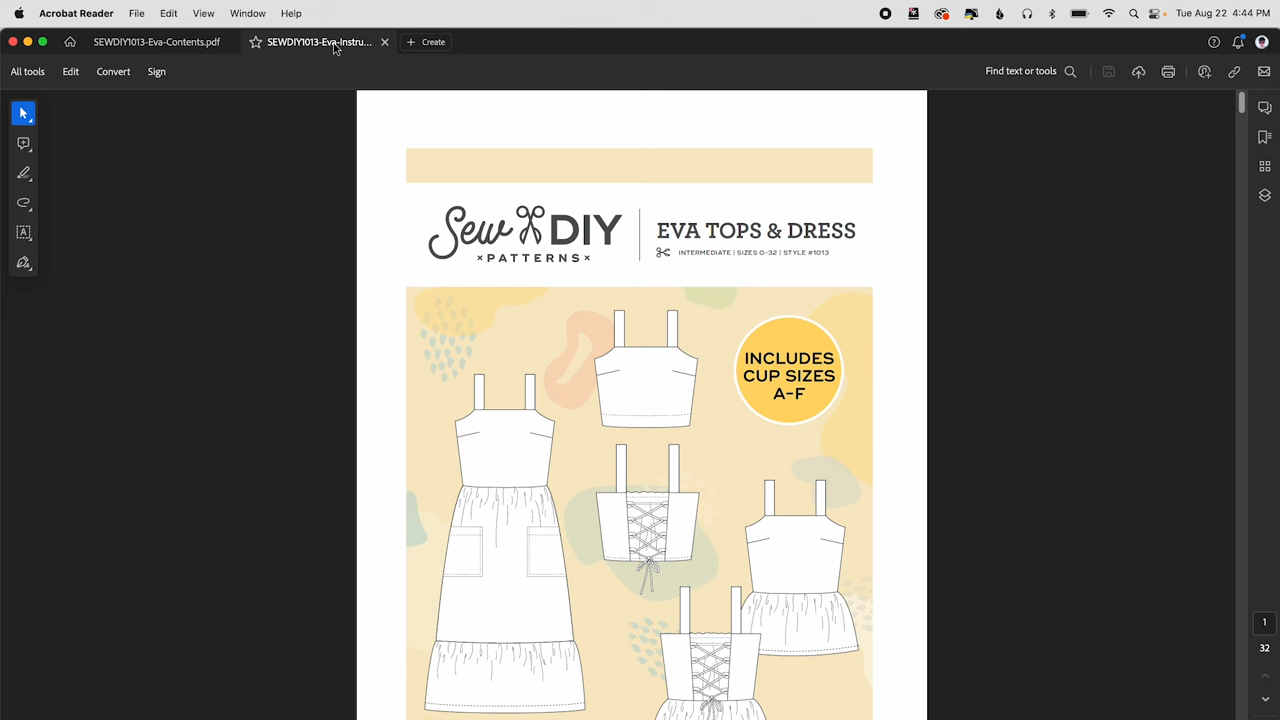 Acrobat Reader File Edit View Window Help
Tue Aug 22 4:44 PM
SEWDIY1013-Eva-Contents.pdf
SEWDIY1013-Eva-Instru...
Create
All tools Edit Convert Sign
Find text or tools
Sew DIY
×PATTERNS×
EVA TOPS & DRESS
INTERMEDIATE | SIZES 0-32 | STYLE #1013
INCLUDES
CUP SIZES
A-F
1
32